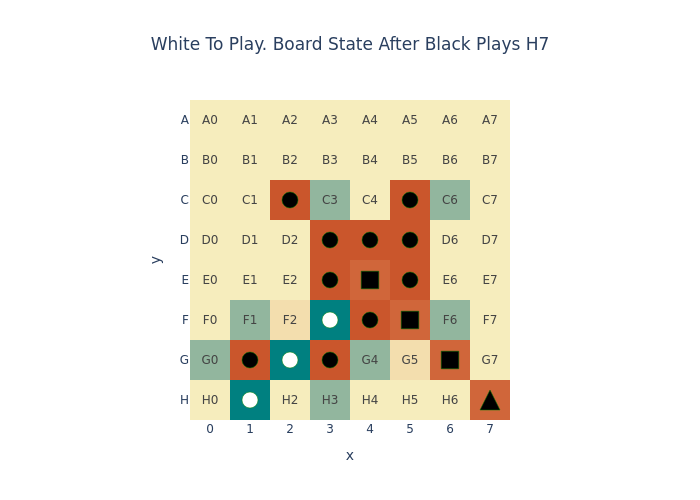 White To Play. Board State After Black Plays H7
A A0 A1 A2 A3 A4 A5 A6 A7
B B0 B1 B2 B3 B4 B5 B6 B7
C C0 C1 C3 C4 C6 C7
D D0 D1 D2 D6 D7
E E0 E1 E2 E6 E7
F F0 F1 F2 F6 F7
G G0 G4 G5 G7
H H0 H2 H3 H4 H5 H6
0 1 2 3 4 5 6 7
x
y